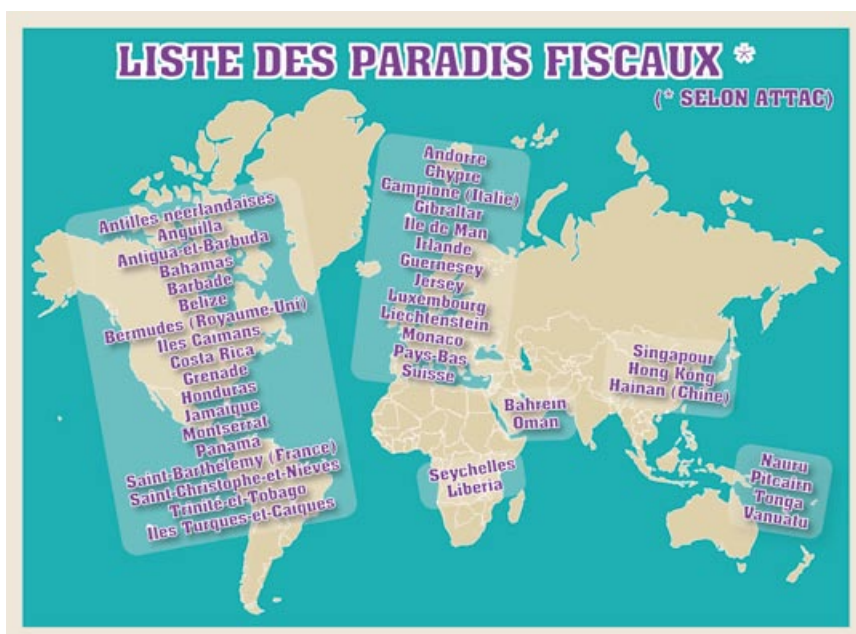 LISTE DES PARADIS FISCAUX *
(* SELON ATTAC)
Antilles néerlandaises
Anguilla
Antigua-et-Barbuda
Bahamas
Barbade
Belize
Bermudes (Royaume-Uni)
Iles Caïmans
Costa Rica
Grenade
Honduras
Jamaïque
Montserrat
Panama
Saint-Barthélemy (France)
Saint-Christophe-et-Niévès
Trinité-et-Tobago
Îles Turques-et-Caïques
Andorre
Chypre
Campione (Italie)
Gibraltar
Île de Man
Irlande
Guernesey
Jersey
Luxembourg
Liechtenstein
Monaco
Pays-Bas
Suisse
Bahreïn
Oman
Seychelles
Liberia
Singapour
Hong Kong
Hainan (Chine)
Nauru
Pitcairn
Tonga
Vanuatu